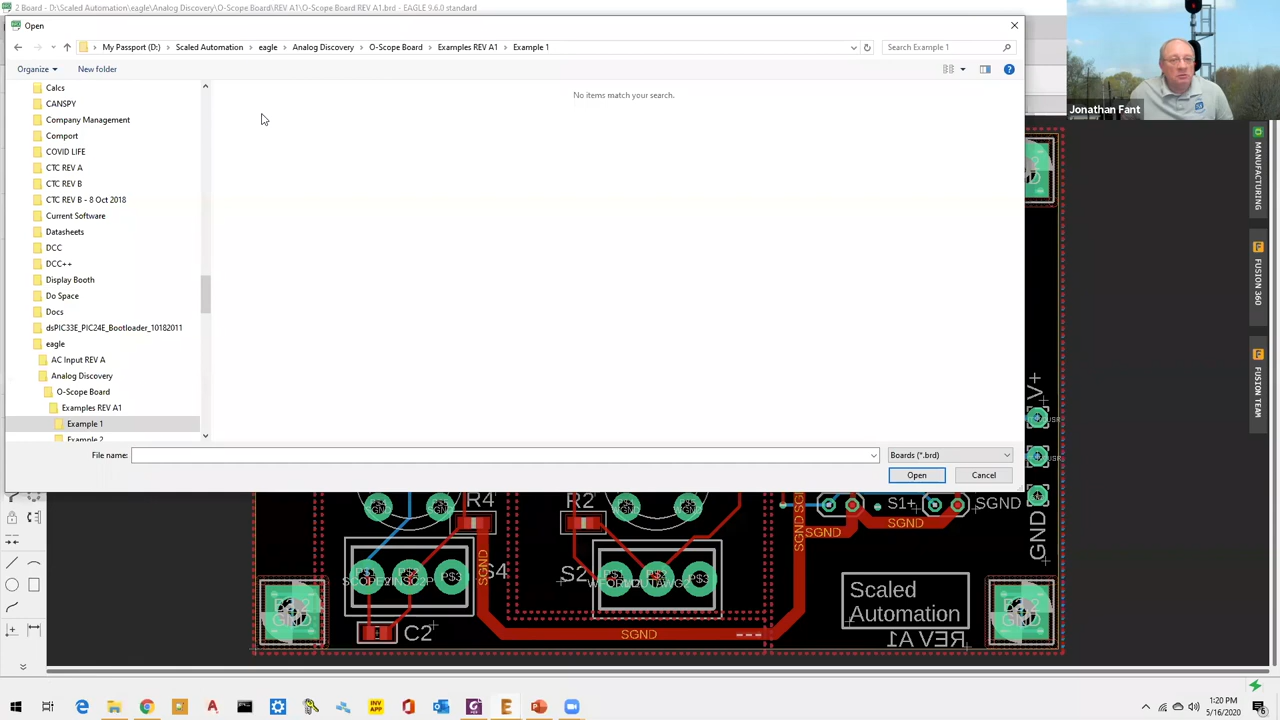 2 Board - D:\Scaled Automation\eagle\Analog Discovery\O-Scope Board\REV A1\O-Scope Board REV A1.brd - EAGLE 9.6.0 standard
Open
My Passport (D:) > Scaled Automation > eagle > Analog Discovery > O-Scope Board > Examples REV A1 > Example 1
Search Example 1
Organize
New folder
No items match your search.
Calcs
CANSPY
Company Management
Comport
COVID LIFE
CTC REV A
CTC REV B
CTC REV B - 8 Oct 2018
Current Software
Datasheets
DCC
DCC++
Display Booth
Do Space
Docs
dsPIC33E_PIC24E_Bootloader_10182011
eagle
AC Input REV A
Analog Discovery
O-Scope Board
Examples REV A1
Example 1
Example 2
File name:
Boards (*.brd)
Open
Cancel
Jonathan Fant
MANUFACTURING
FUSION 360
FUSION TEAM
V+
GND
R4
R2
S1+
SGND
SGND
SGND
SGND
S4
S2
P$3
C2
SGND
Scaled
Automation
REV A1
1:20 PM
5/16/2020